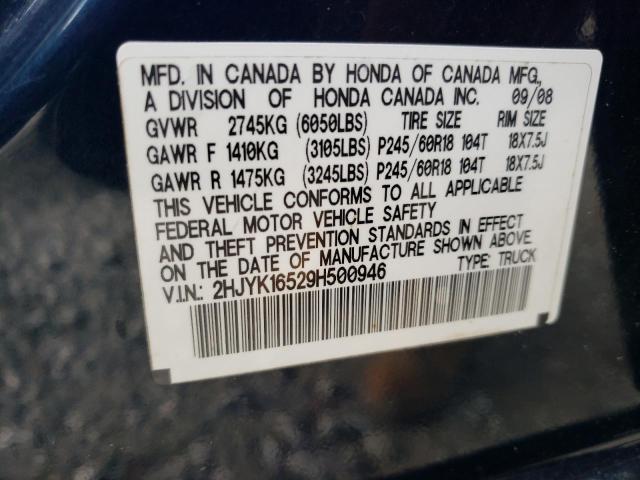 MFD. IN CANADA BY HONDA OF CANADA MFG.,
A DIVISION OF HONDA CANADA INC. 09/08
GVWR 2745KG (6050LBS) TIRE SIZE RIM SIZE
GAWR F 1410KG (3105LBS) P245/60R18 104T 18X7.5J
GAWR R 1475KG (3245LBS) P245/60R18 104T 18X7.5J
THIS VEHICLE CONFORMS TO ALL APPLICABLE
FEDERAL MOTOR VEHICLE SAFETY
AND THEFT PREVENTION STANDARDS IN EFFECT
ON THE DATE OF MANUFACTURE SHOWN ABOVE.
V.I.N.: 2HJYK16529H500946 TYPE: TRUCK